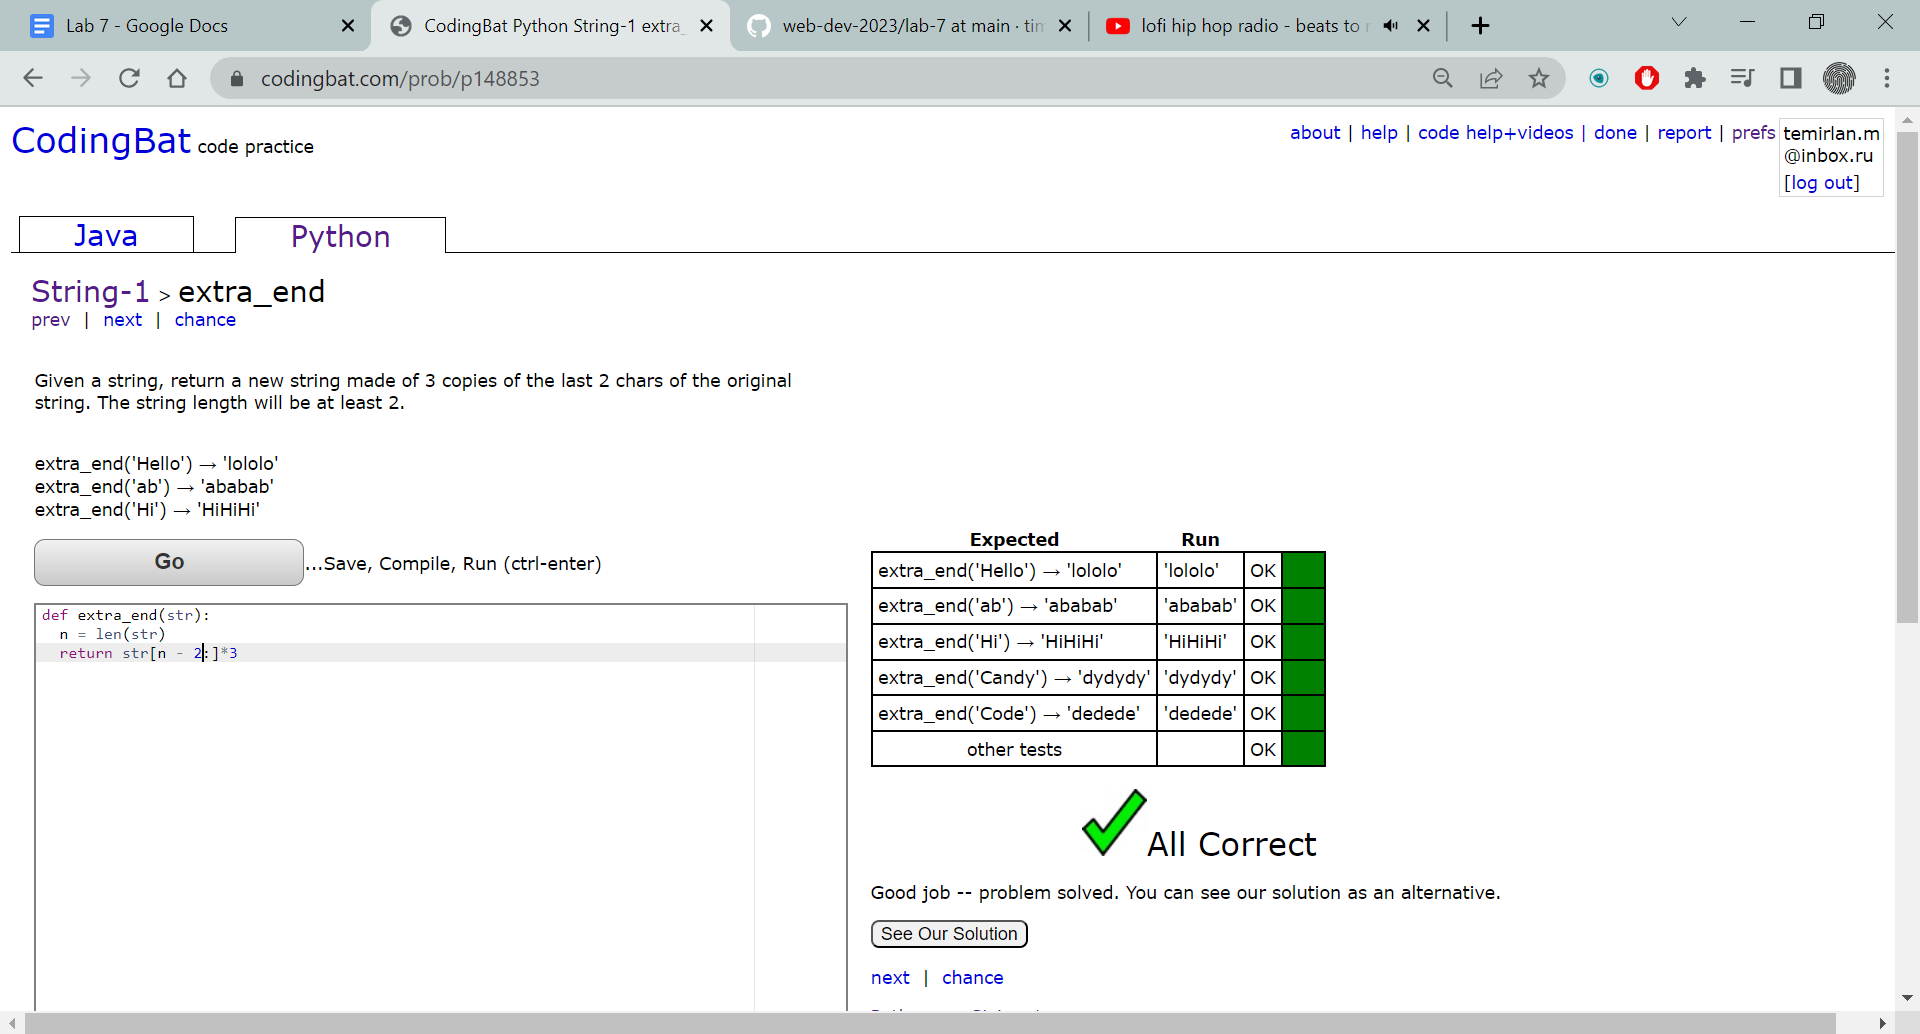 Lab 7 - Google Docs
CodingBat Python String-1 extra_
web-dev-2023/lab-7 at main · tim
lofi hip hop radio - beats to r
codingbat.com/prob/p148853
CodingBat code practice
about | help | code help+videos | done | report | prefs
temirlan.m
@inbox.ru
[log out]
Java
Python
String-1 > extra_end
prev | next | chance
Given a string, return a new string made of 3 copies of the last 2 chars of the original
string. The string length will be at least 2.
extra_end('Hello') → 'lololo'
extra_end('ab') → 'ababab'
extra_end('Hi') → 'HiHiHi'
Go ...Save, Compile, Run (ctrl-enter)
def extra_end(str):
n = len(str)
return str[n - 2:]*3
Expected Run
extra_end('Hello') → 'lololo' 'lololo' OK
extra_end('ab') → 'ababab' 'ababab' OK
extra_end('Hi') → 'HiHiHi' 'HiHiHi' OK
extra_end('Candy') → 'dydydy' 'dydydy' OK
extra_end('Code') → 'dedede' 'dedede' OK
other tests OK
All Correct
Good job -- problem solved. You can see our solution as an alternative.
See Our Solution
next | chance